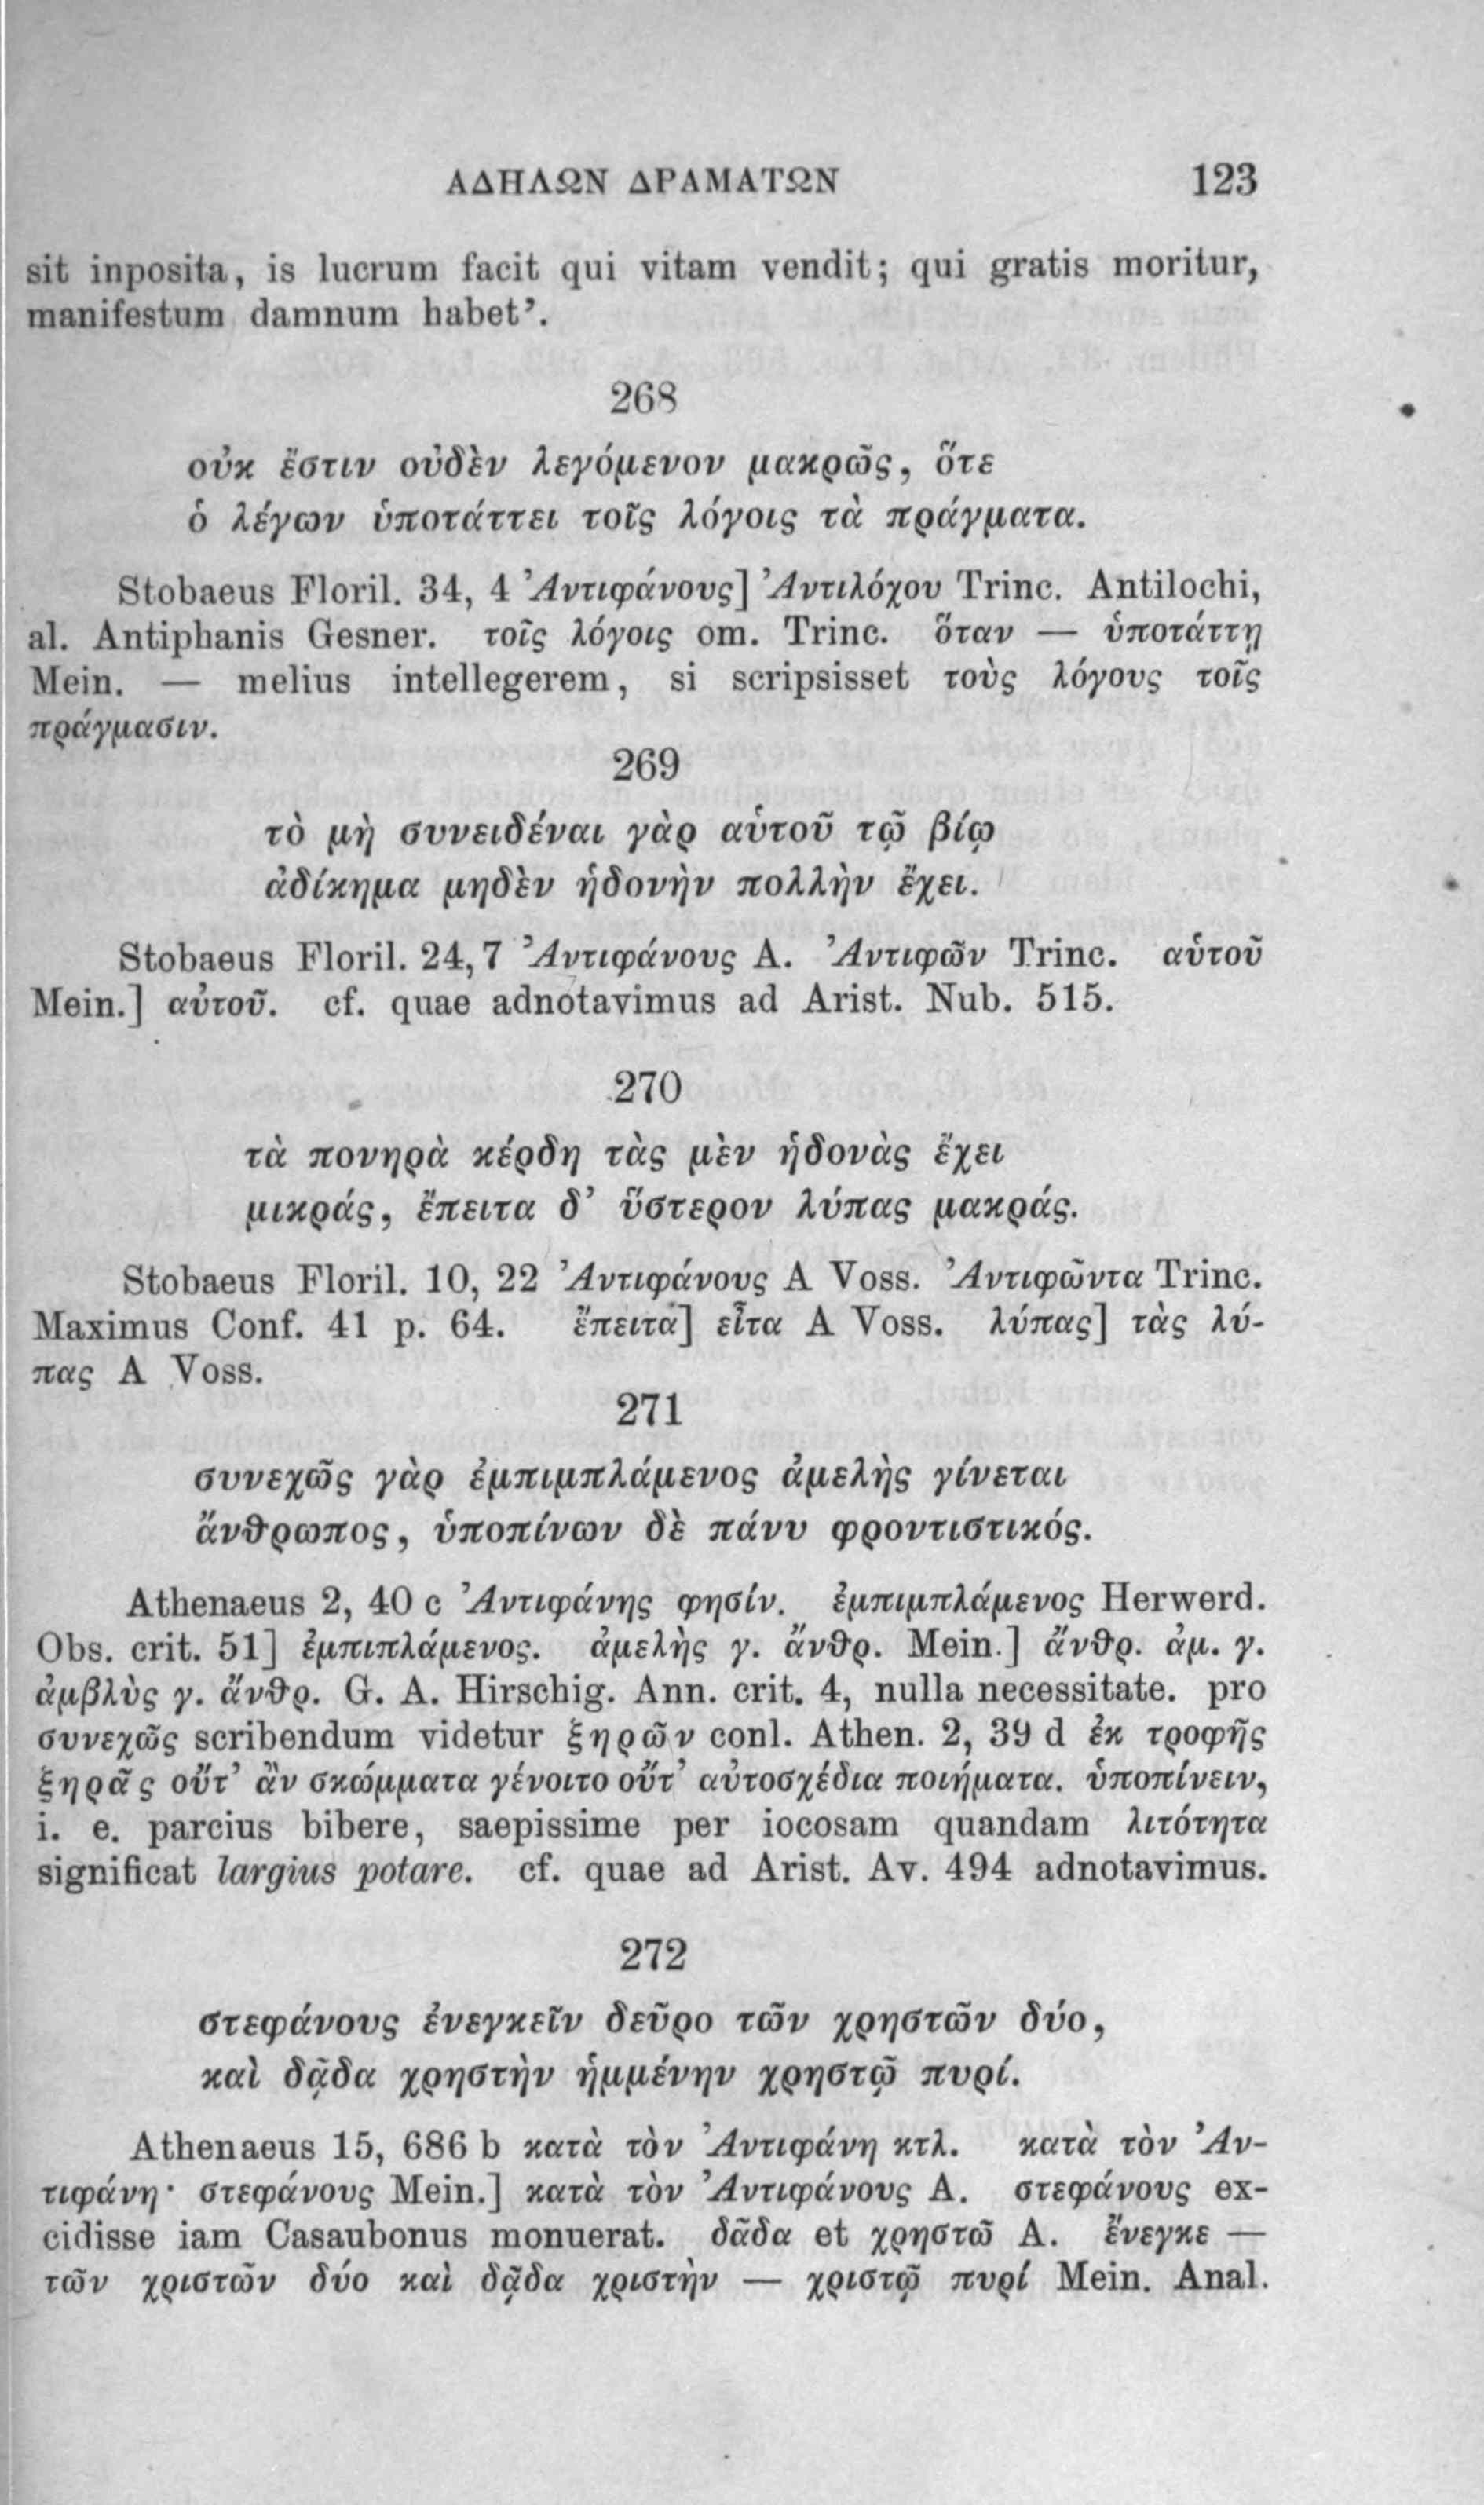 ΑΔΗΛΩΝ ΔΡΑΜΑΤΩΝ 123
sit inposita, is lucrum facit qui vitam vendit; qui gratis moritur,
manifestum damnum habet’.
268
οὐκ ἔστιν οὐδὲν λεγόμενον μακρῶς, ὅτε
ὁ λέγων ὑποτάττει τοῖς λόγοις τὰ πράγματα.
Stobaeus Floril. 34, 4 Ἀντιφάνους] Ἀντιλόχου Trinc. Antilochi,
al. Antiphanis Gesner. τοῖς λόγοις om. Trinc. ὅταν — ὑποτάττῃ
Mein. — melius intellegerem, si scripsisset τοὺς λόγους τοῖς
πράγμασιν.
269
τὸ μὴ συνειδέναι γὰρ αὑτοῦ τῷ βίῳ
ἀδίκημα μηδὲν ἡδονὴν πολλὴν ἔχει.
Stobaeus Floril. 24, 7 Ἀντιφάνους A. Ἀντιφῶν Trinc. αὑτοῦ
Mein.] αὐτοῦ. cf. quae adnotavimus ad Arist. Nub. 515.
270
τὰ πονηρὰ κέρδη τὰς μὲν ἡδονὰς ἔχει
μικράς, ἔπειτα δ’ ὕστερον λύπας μακράς.
Stobaeus Floril. 10, 22 Ἀντιφάνους A Voss. Ἀντιφῶντα Trinc.
Maximus Conf. 41 p. 64. ἔπειτα] εἶτα A Voss. λύπας] τὰς λύ-
πας A Voss.
271
συνεχῶς γὰρ ἐμπιμπλάμενος ἀμελὴς γίνεται
ἄνθρωπος, ὑποπίνων δὲ πάνυ φροντιστικός.
Athenaeus 2, 40 c Ἀντιφάνης φησίν. ἐμπιμπλάμενος Herwerd.
Obs. crit. 51] ἐμπιπλάμενος. ἀμελὴς γ. ἄνθρ. Mein.] ἄνθρ. ἀμ. γ.
ἀμβλὺς γ. ἄνθρ. G. A. Hirschig. Ann. crit. 4, nulla necessitate. pro
συνεχῶς scribendum videtur ξηρῶν conl. Athen. 2, 39 d ἐκ τροφῆς
ξηρᾶς οὔτ’ ἂν σκώμματα γένοιτο οὔτ’ αὐτοσχέδια ποιήματα. ὑποπίνειν,
i. e. parcius bibere, saepissime per iocosam quandam λιτότητα
significat largius potare. cf. quae ad Arist. Av. 494 adnotavimus.
272
στεφάνους ἐνεγκεῖν δεῦρο τῶν χρηστῶν δύο,
καὶ δᾷδα χρηστὴν ἡμμένην χρηστῷ πυρί.
Athenaeus 15, 686 b κατὰ τὸν Ἀντιφάνη κτλ. κατὰ τὸν Ἀν-
τιφάνη· στεφάνους Mein.] κατὰ τὸν Ἀντιφάνους A. στεφάνους ex-
cidisse iam Casaubonus monuerat. δᾶδα et χρηστῶ A. ἔνεγκε —
τῶν χριστῶν δύο καὶ δᾷδα χριστὴν — χριστῷ πυρί Mein. Anal.